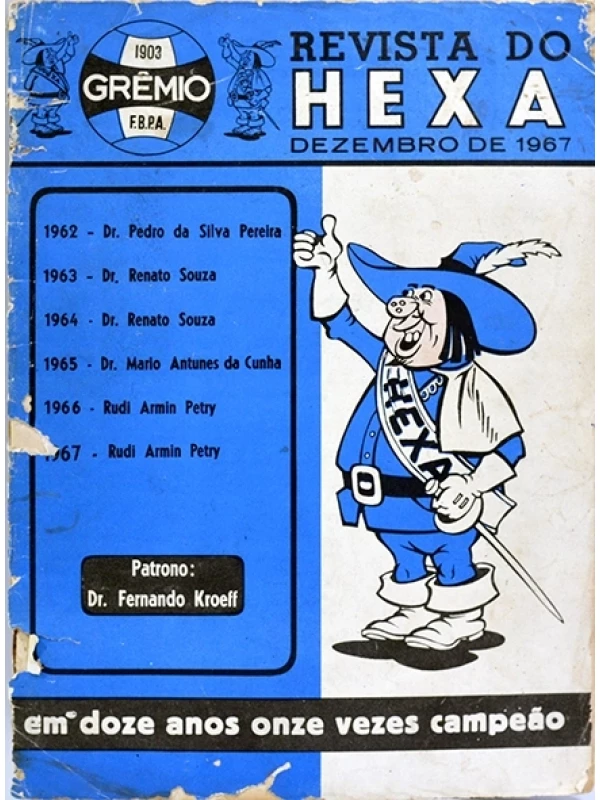 1903
GRÊMIO
F.B.P.A.
REVISTA DO
HEXA
DEZEMBRO DE 1967
1962 - Dr. Pedro da Silva Pereira
1963 - Dr. Renato Souza
1964 - Dr. Renato Souza
1965 - Dr. Mario Antunes da Cunha
1966 - Rudi Armin Petry
1967 - Rudi Armin Petry
Patrono:
Dr. Fernando Kroeff
HEXA
em doze anos onze vezes campeão